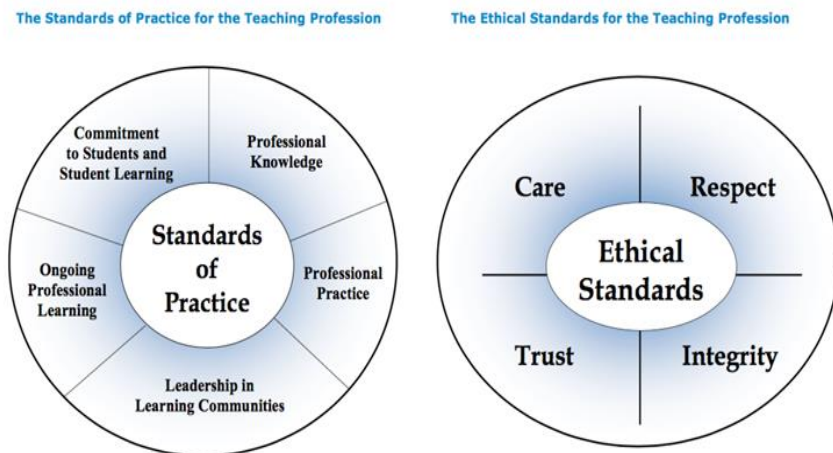 The Standards of Practice for the Teaching Profession
Commitment
to Students and
Student Learning
Professional
Knowledge
Ongoing
Professional
Learning
Standards
of
Practice
Professional
Practice
Leadership in
Learning Communities
The Ethical Standards for the Teaching Profession
Care
Respect
Ethical
Standards
Trust
Integrity